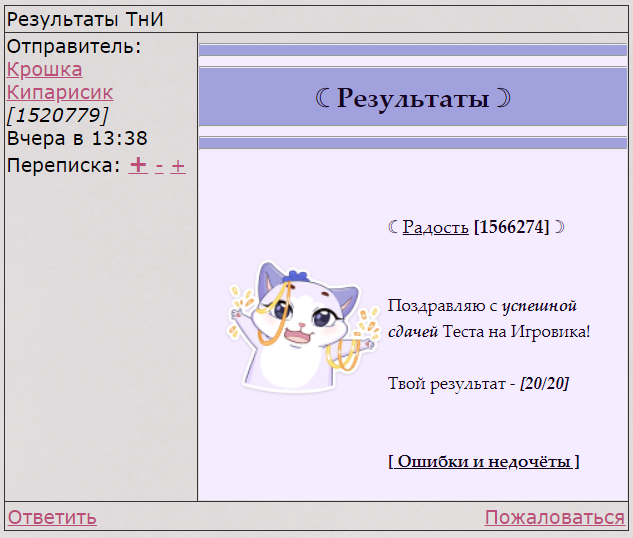 Результаты ТнИ
Отправитель:
Крошка
Кипарисик
[1520779]
Вчера в 13:38
Переписка: + - +
☾ Результаты ☽
☾ Радость [1566274] ☽
Поздравляю с успешной
сдачей Теста на Игровика!
Твой результат - [20/20]
[ Ошибки и недочёты ]
Ответить
Пожаловаться